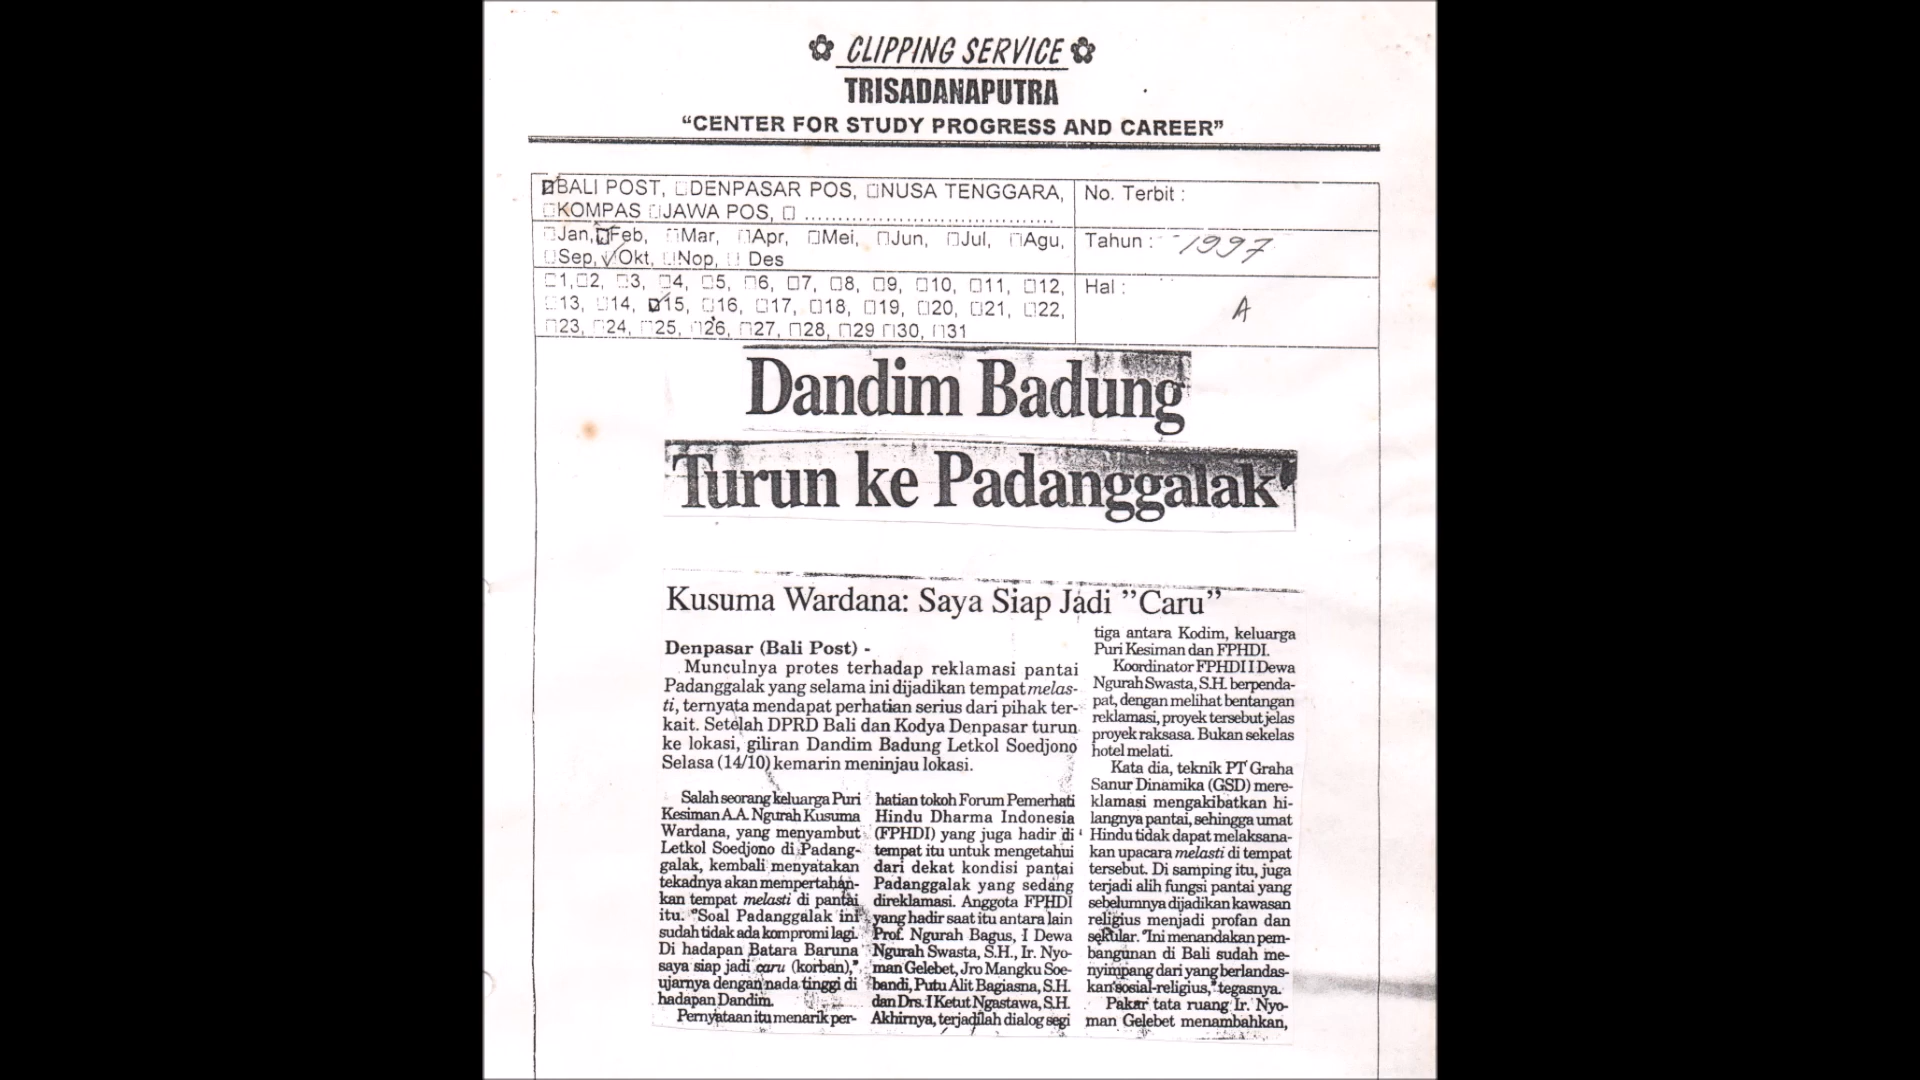 CLIPPING SERVICE
TRISADANAPUTRA
“CENTER FOR STUDY PROGRESS AND CAREER”
BALI POST, DENPASAR POS, NUSA TENGGARA,
KOMPAS JAWA POS, ....................................
No. Terbit :
Jan, Feb, Mar, Apr, Mei, Jun, Jul, Agu,
Sep, Okt, Nop, Des
Tahun : 1997
1, 2, 3, 4, 5, 6, 7, 8, 9, 10, 11, 12,
13, 14, 15, 16, 17, 18, 19, 20, 21, 22,
23, 24, 25, 26, 27, 28, 29 30, 31
Hal :
A
Dandim Badung
Turun ke Padanggalak
Kusuma Wardana: Saya Siap Jadi ”Caru”
Denpasar (Bali Post) -
Munculnya protes terhadap reklamasi pantai
Padanggalak yang selama ini dijadikan tempat melas-
ti, ternyata mendapat perhatian serius dari pihak ter-
kait. Setelah DPRD Bali dan Kodya Denpasar turun
ke lokasi, giliran Dandim Badung Letkol Soedjono
Selasa (14/10) kemarin meninjau lokasi.
Salah seorang keluarga Puri
Kesiman A.A. Ngurah Kusuma
Wardana, yang menyambut
Letkol Soedjono di Padang-
galak, kembali menyatakan
tekadnya akan mempertahan-
kan tempat melasti di pantai
itu. "Soal Padanggalak ini
sudah tidak ada kompromi lagi.
Di hadapan Batara Baruna
saya siap jadi caru (korban),"
ujarnya dengan nada tinggi di
hadapan Dandim.
Pernyataan itu menarik per-
hatian tokoh Forum Pemerhati
Hindu Dharma Indonesia
(FPHDI) yang juga hadir di
tempat itu untuk mengetahui
dari dekat kondisi pantai
Padanggalak yang sedang
direklamasi. Anggota FPHDI
yang hadir saat itu antara lain
Prof. Ngurah Bagus, I Dewa
Ngurah Swasta, S.H., Ir. Nyo-
man Gelebet, Jro Mangku Soe-
bandi, Putu Alit Bagiasna, S.H.
dan Drs. I Ketut Ngastawa, S.H.
Akhirnya, terjadilah dialog segi
tiga antara Kodim, keluarga
Puri Kesiman dan FPHDI.
Koordinator FPHDI I Dewa
Ngurah Swasta, S.H. berpenda-
pat, dengan melihat bentangan
reklamasi, proyek tersebut jelas
proyek raksasa. Bukan sekelas
hotel melati.
Kata dia, teknik PT Graha
Sanur Dinamika (GSD) mere-
klamasi mengakibatkan hi-
langnya pantai, sehingga umat
Hindu tidak dapat melaksana-
kan upacara melasti di tempat
tersebut. Di samping itu, juga
terjadi alih fungsi pantai yang
sebelumnya dijadikan kawasan
religius menjadi profan dan
sekular. "Ini menandakan pem-
bangunan di Bali sudah me-
nyimpang dari yang berlandas-
kan sosial-religius," tegasnya.
Pakar tata ruang Ir. Nyo-
man Gelebet menambahkan,